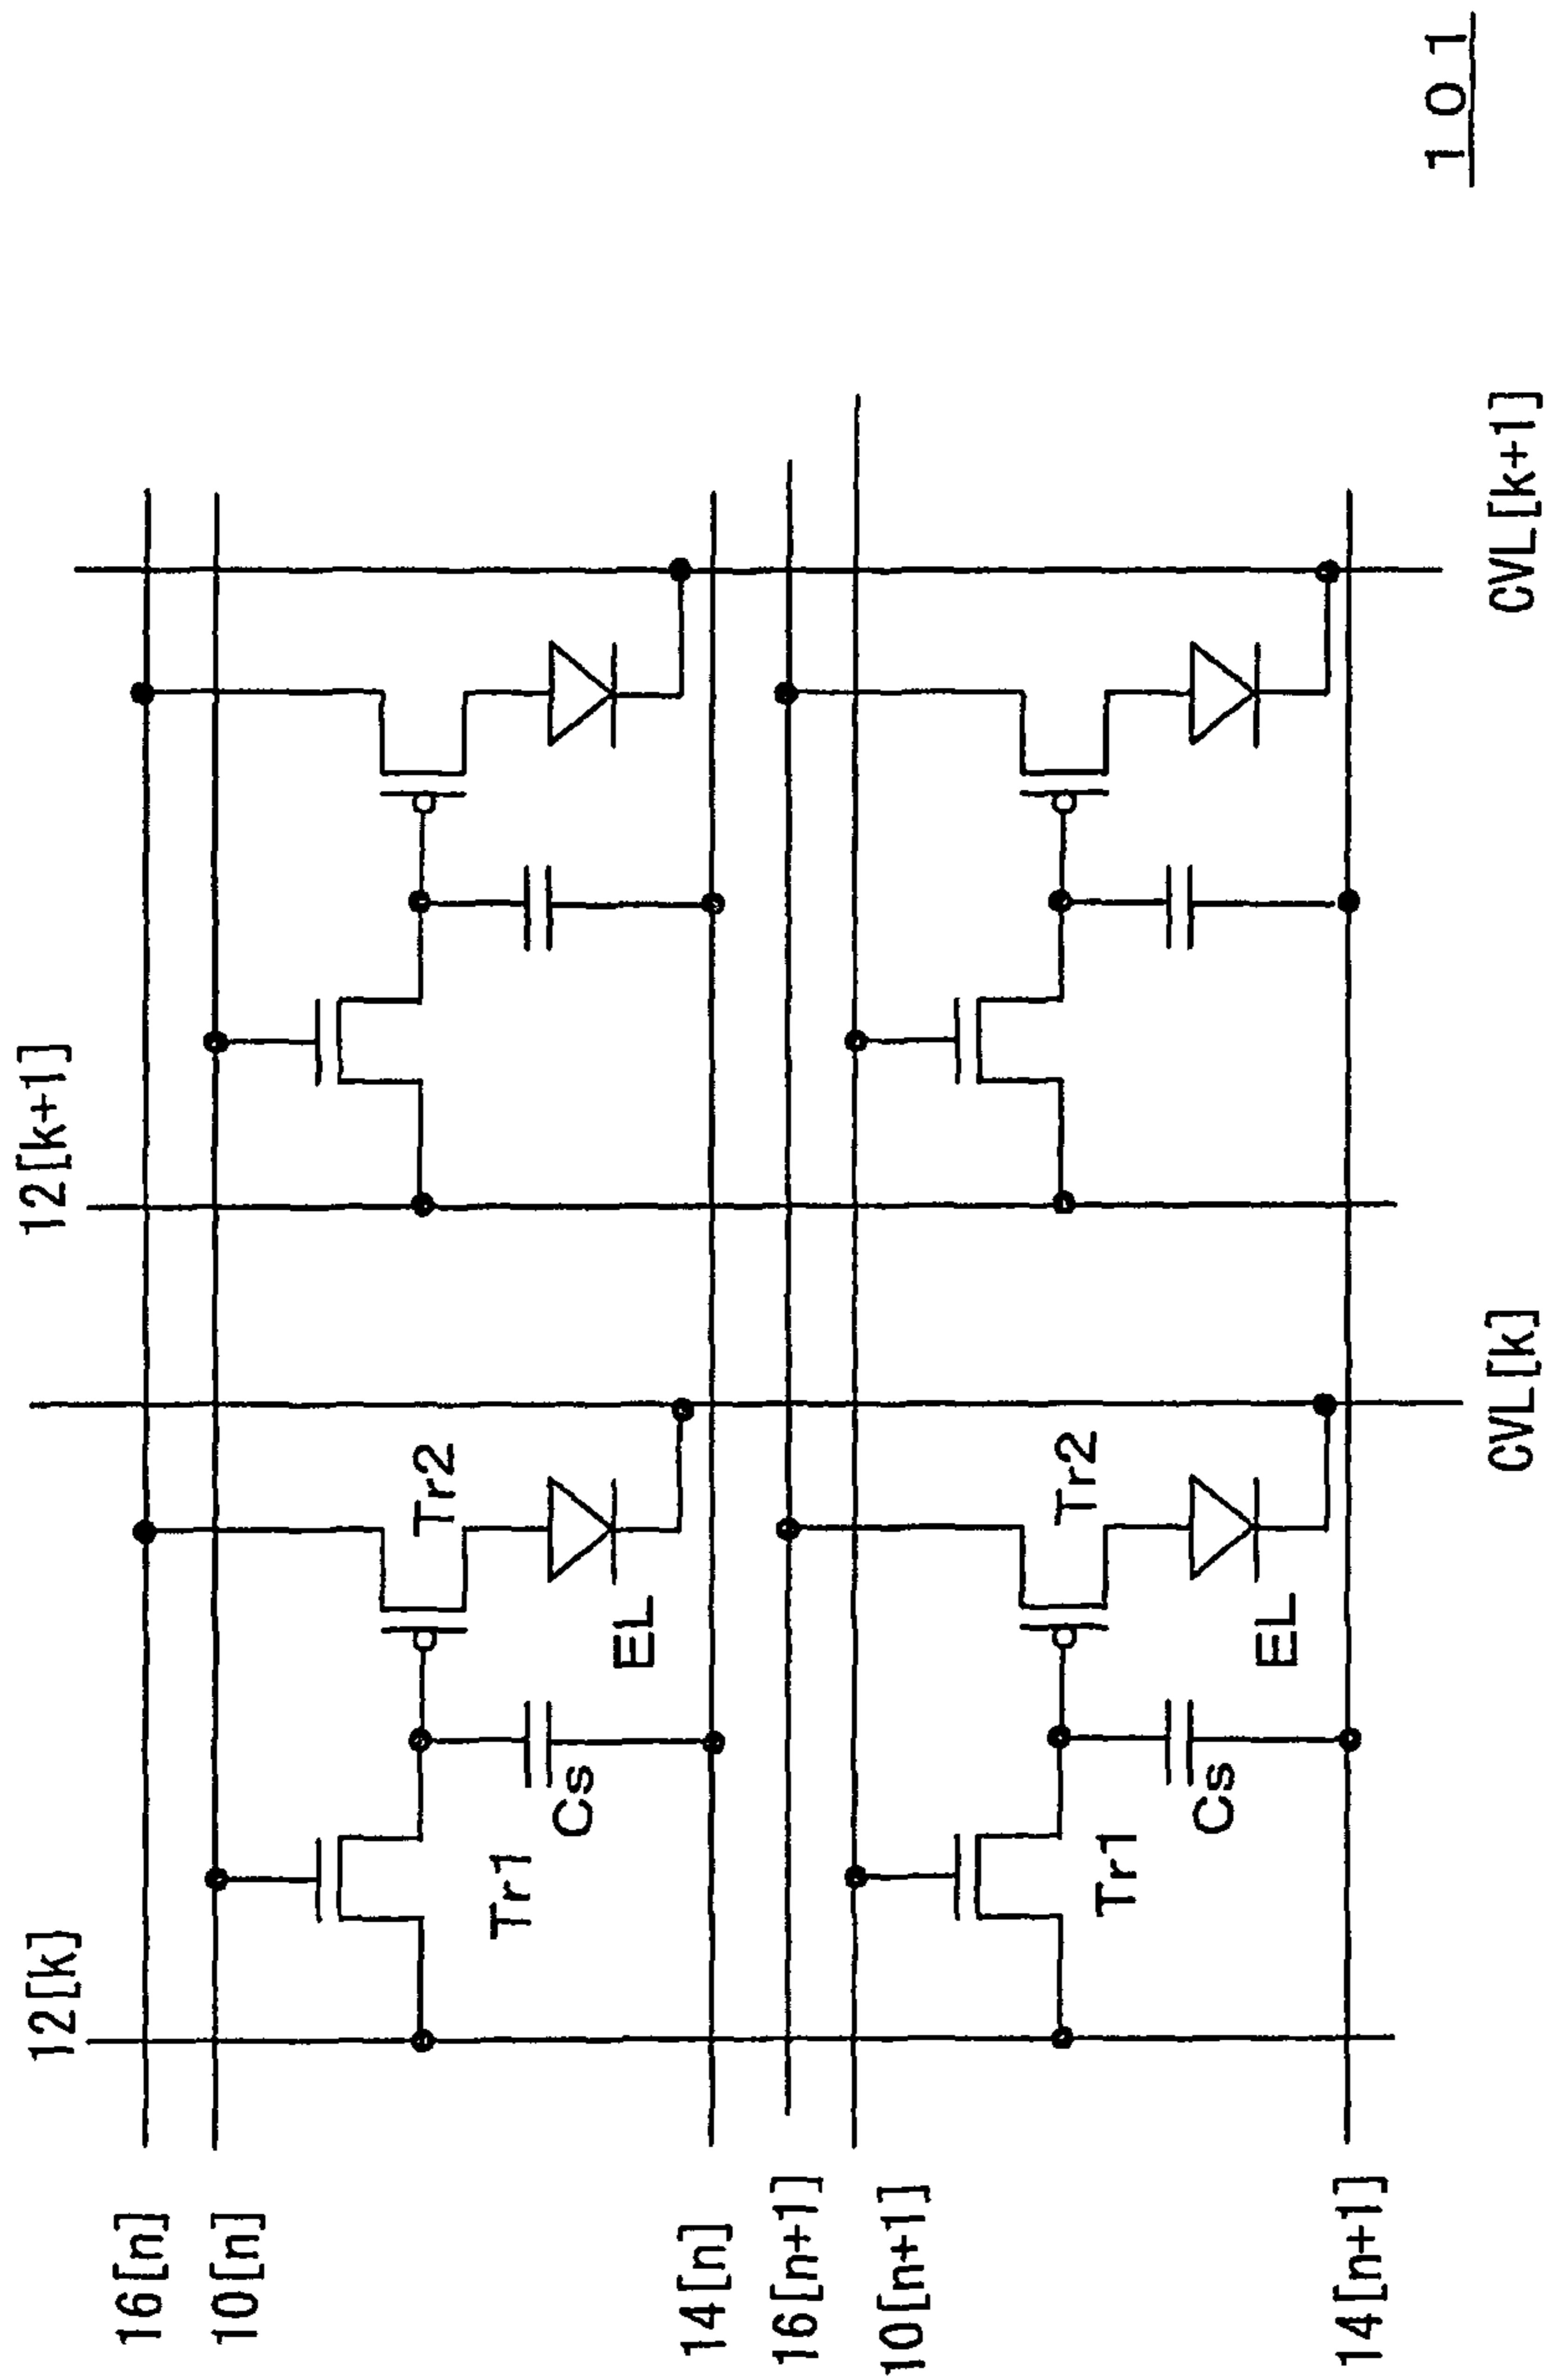 12[k]
12[k+1]
16[n]
10[n]
Tr2
Tr1
Cs
EL
14[n]
16[n+1]
10[n+1]
Tr2
Tr1
Cs
EL
14[n+1]
CVL[k]
CVL[k+1]
101